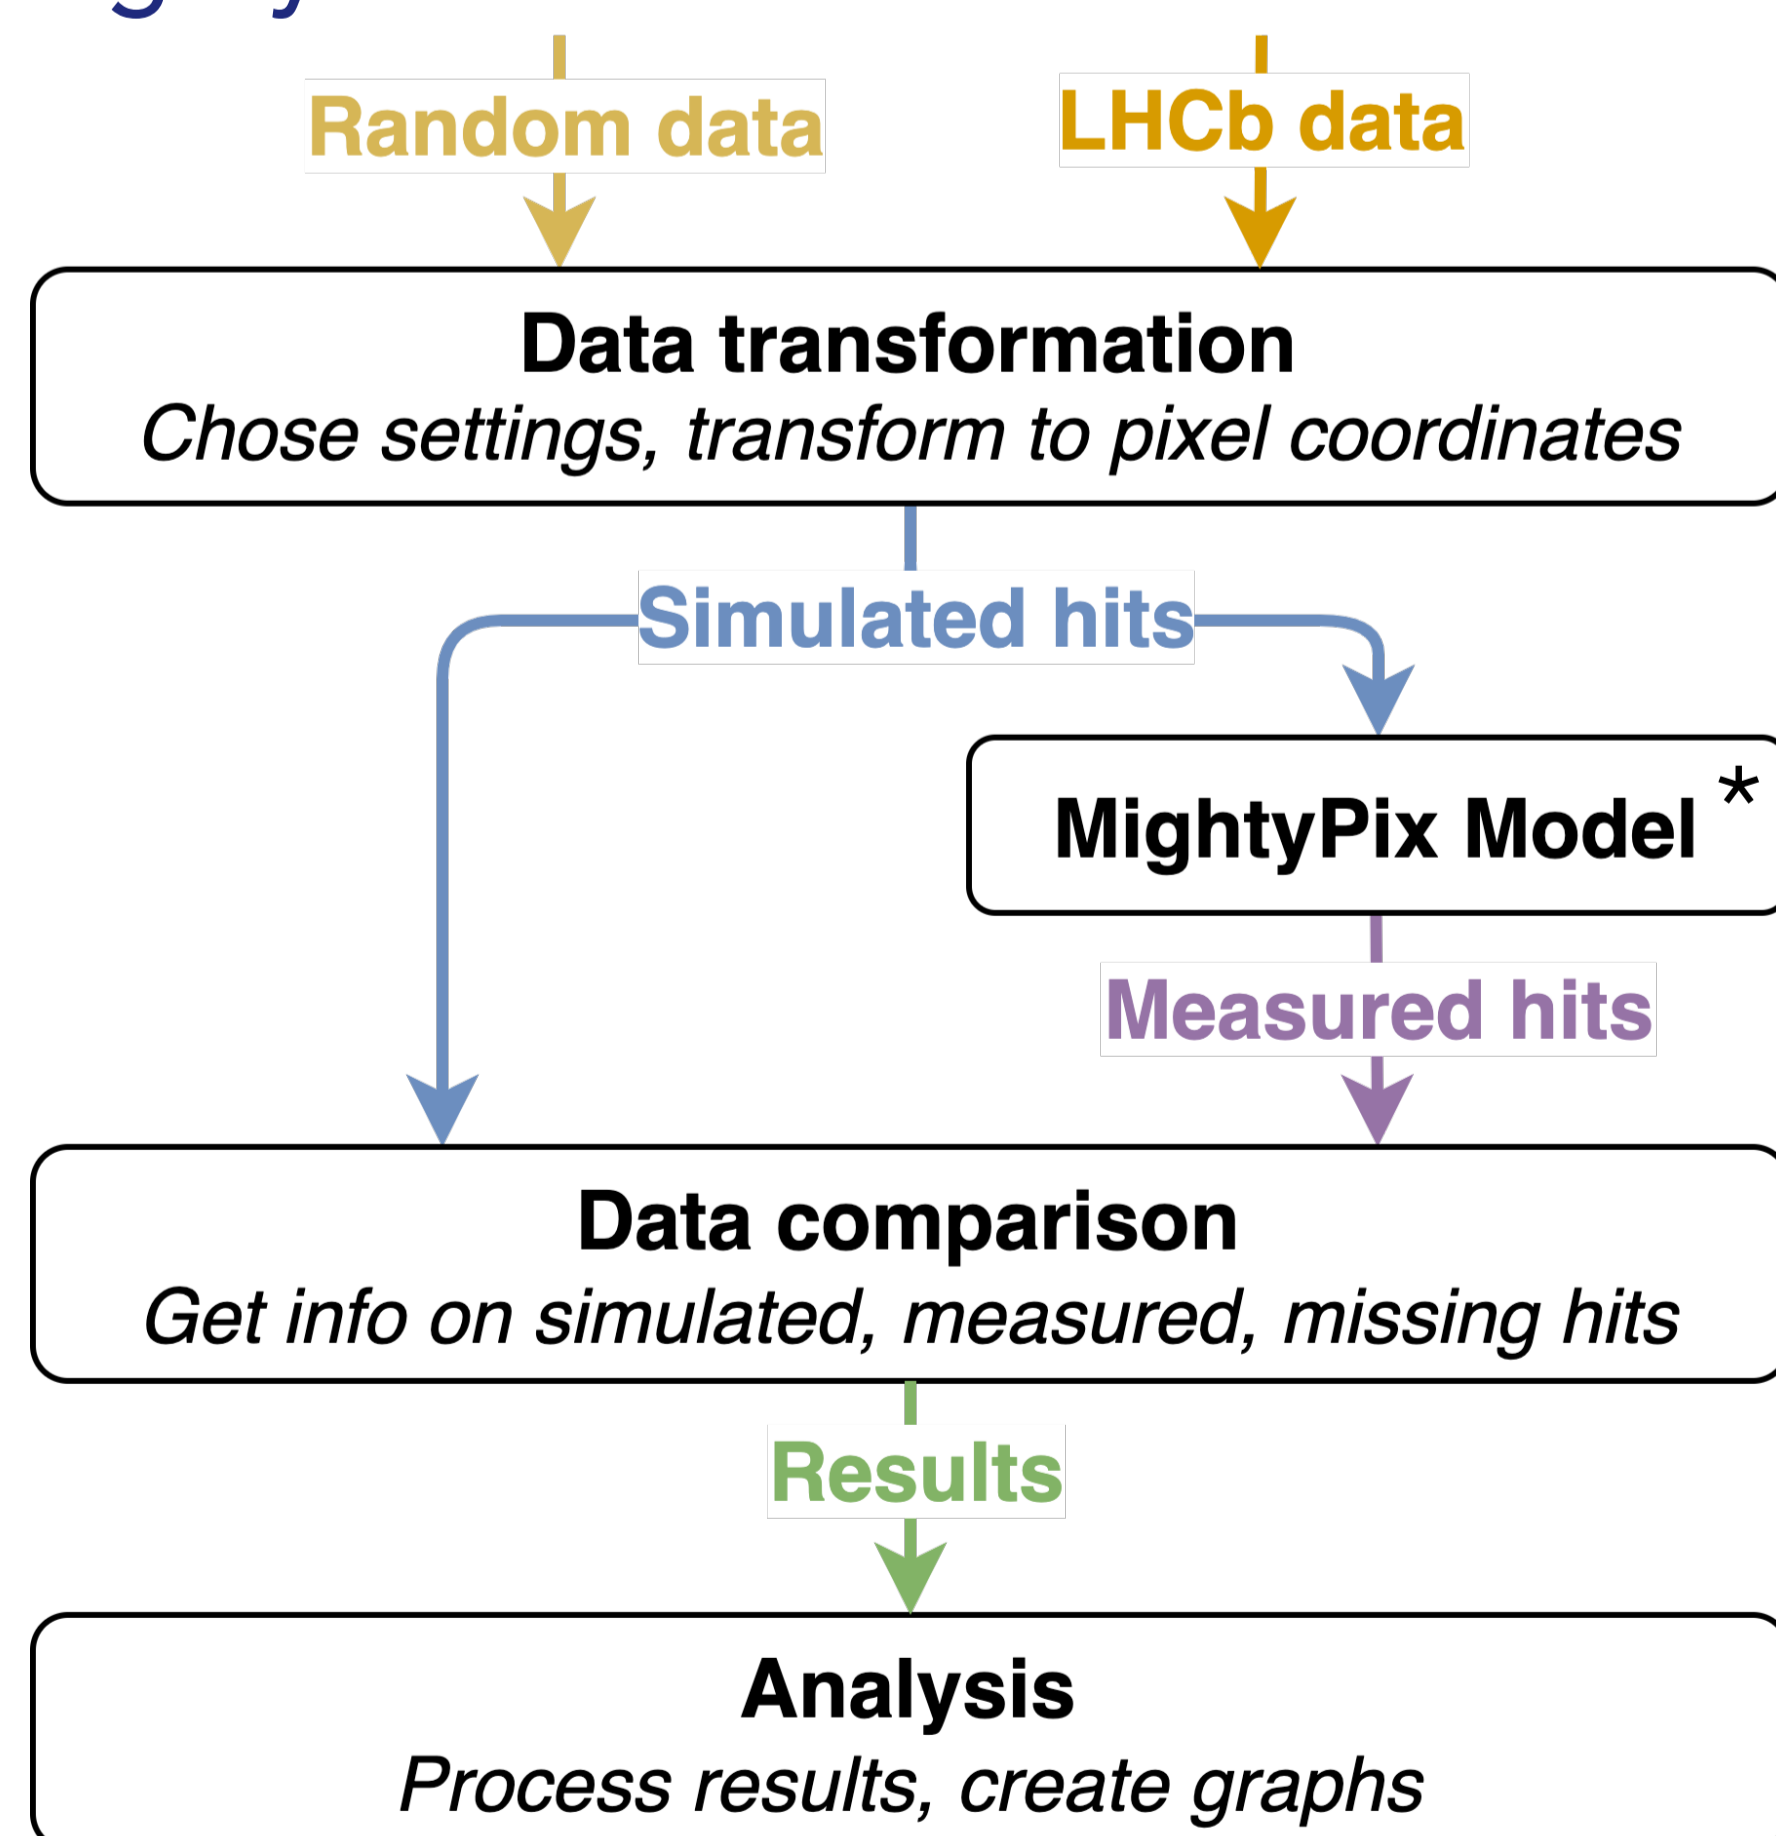 Random data
LHCb data
Data transformation
Chose settings, transform to pixel coordinates
Simulated hits
MightyPix Model *
Measured hits
Data comparison
Get info on simulated, measured, missing hits
Results
Analysis
Process results, create graphs